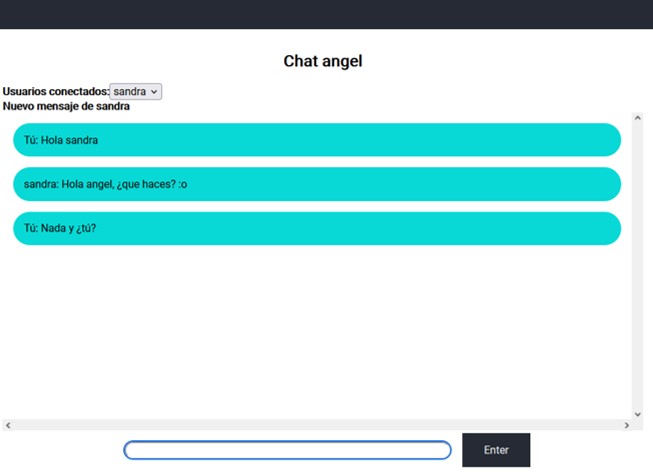 Chat angel
Usuarios conectados: sandra
Nuevo mensaje de sandra
Tú: Hola sandra
sandra: Hola angel, ¿que haces? :o
Tú: Nada y ¿tú?
Enter